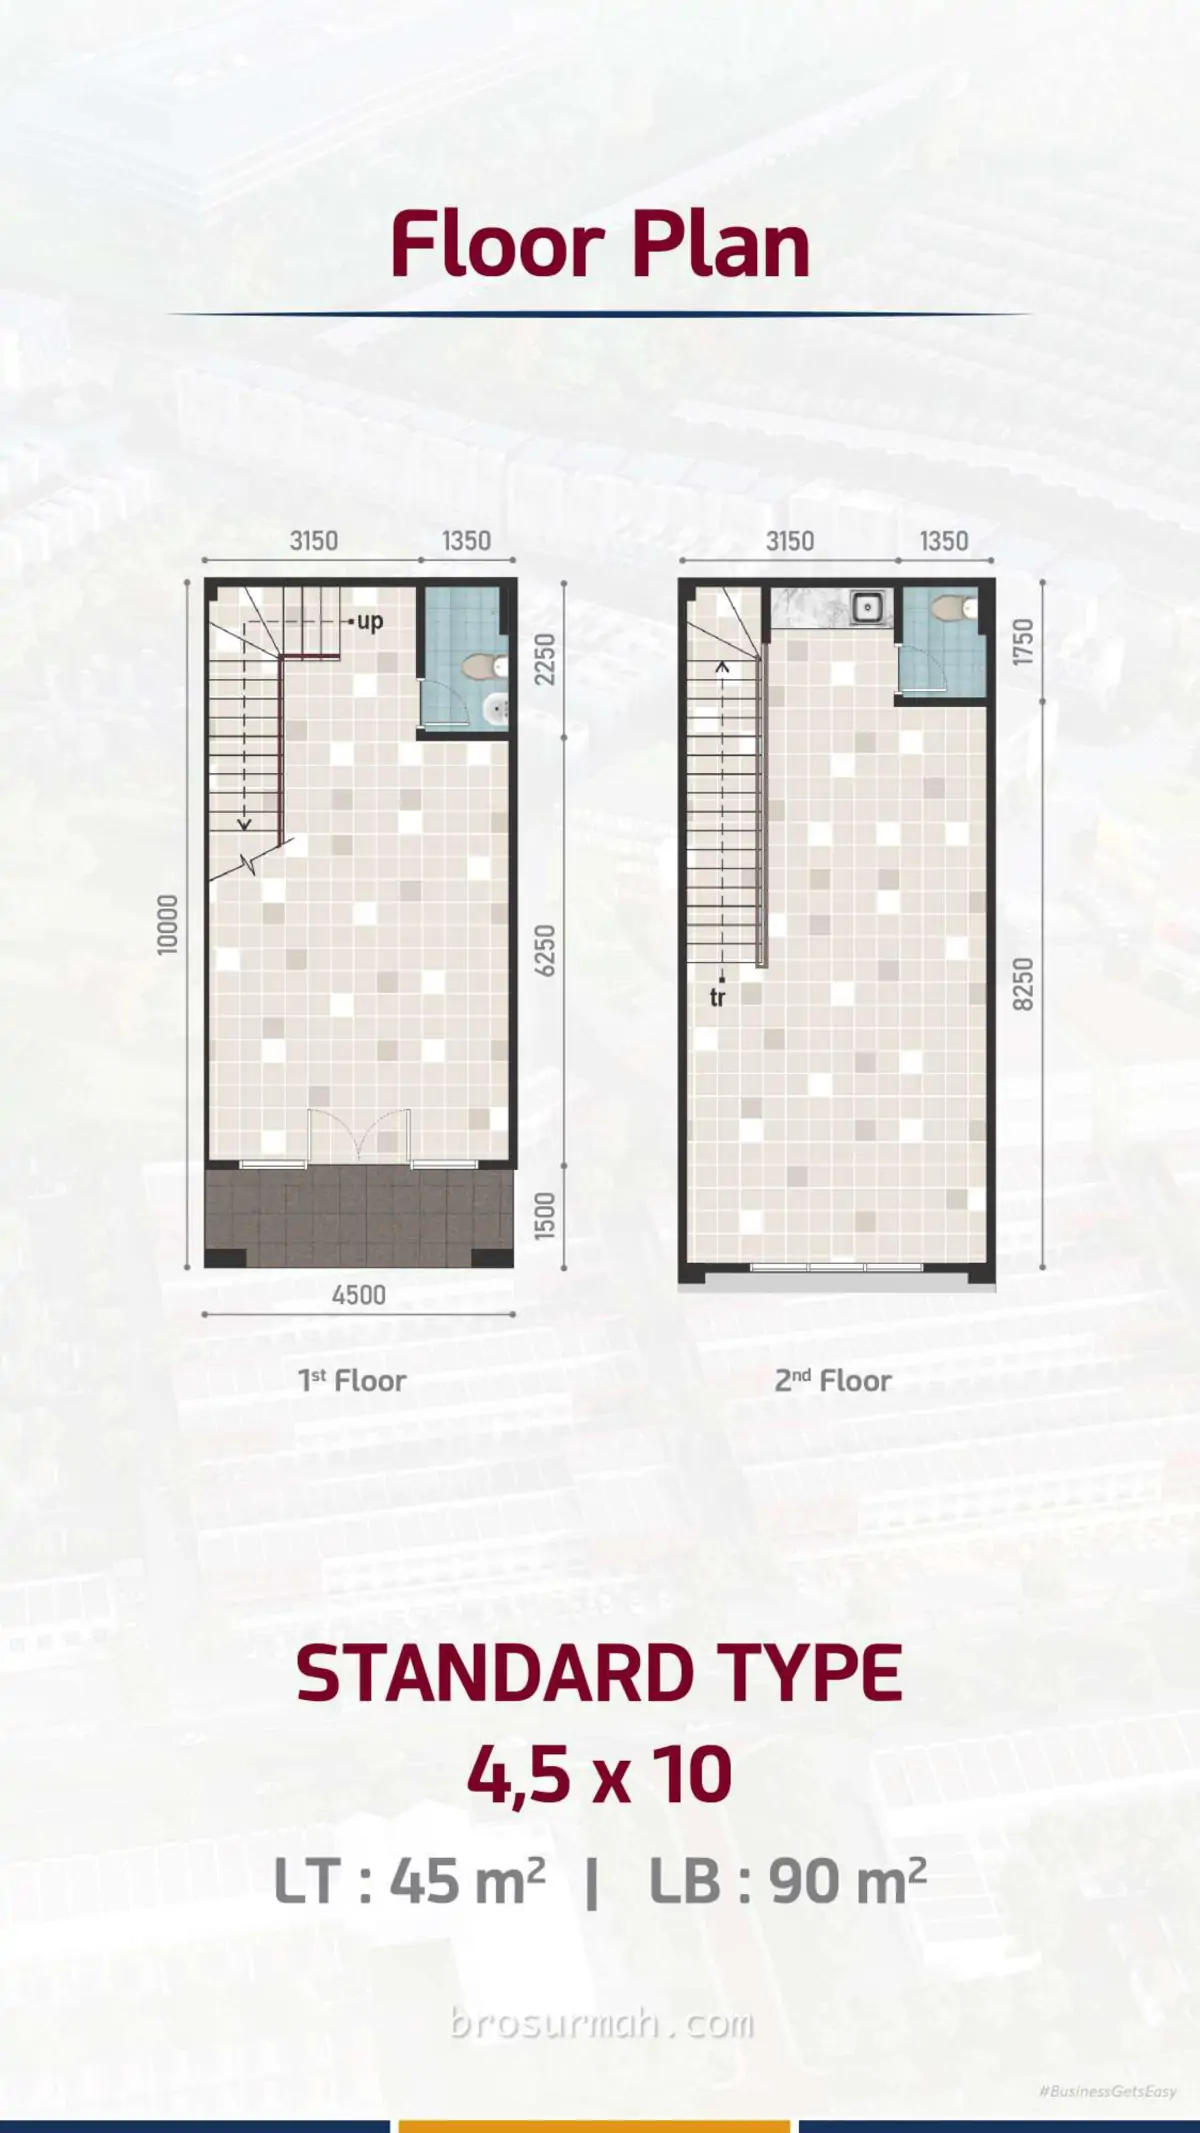 Floor Plan
3150 1350 3150 1350
up
2250
1750
10000
6250
8250
tr
1500
4500
1st Floor 2nd Floor
STANDARD TYPE
4,5 x 10
LT : 45 m² | LB : 90 m²
brosurmah.com
#BusinessGetsEasy